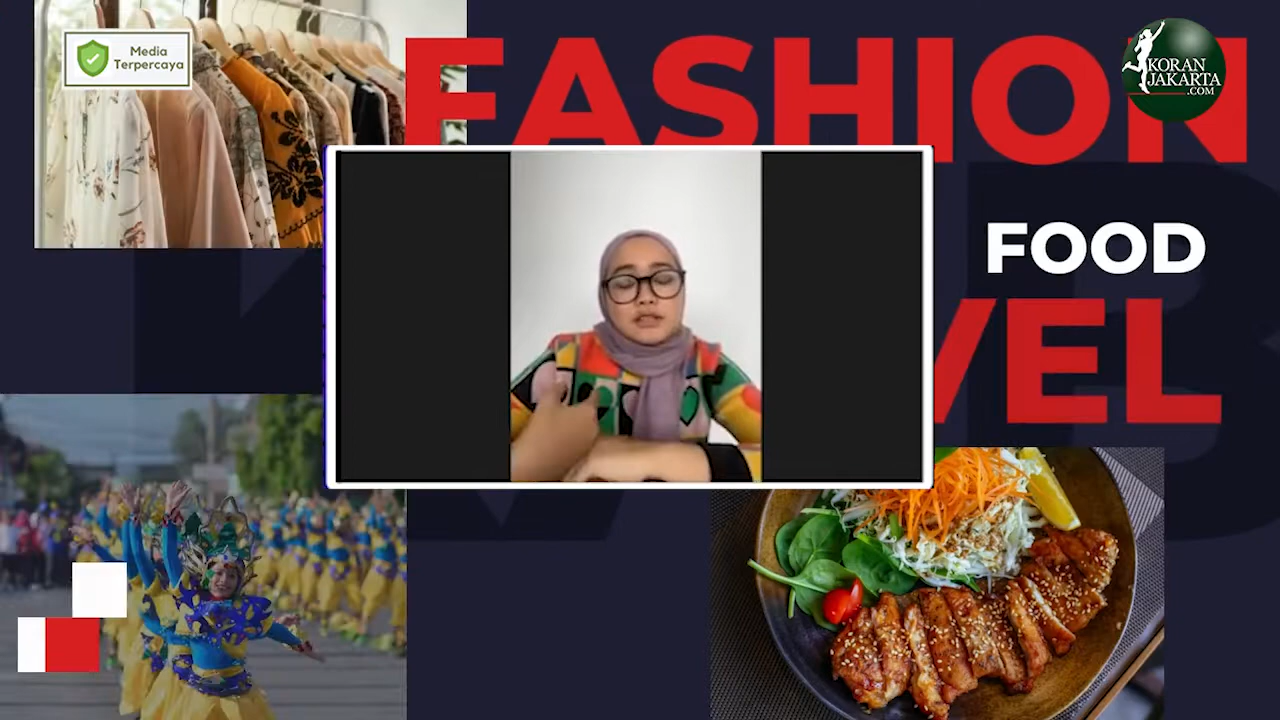 Media
Terpercaya
FASHION
KORAN
JAKARTA
.COM
FOOD
VEL